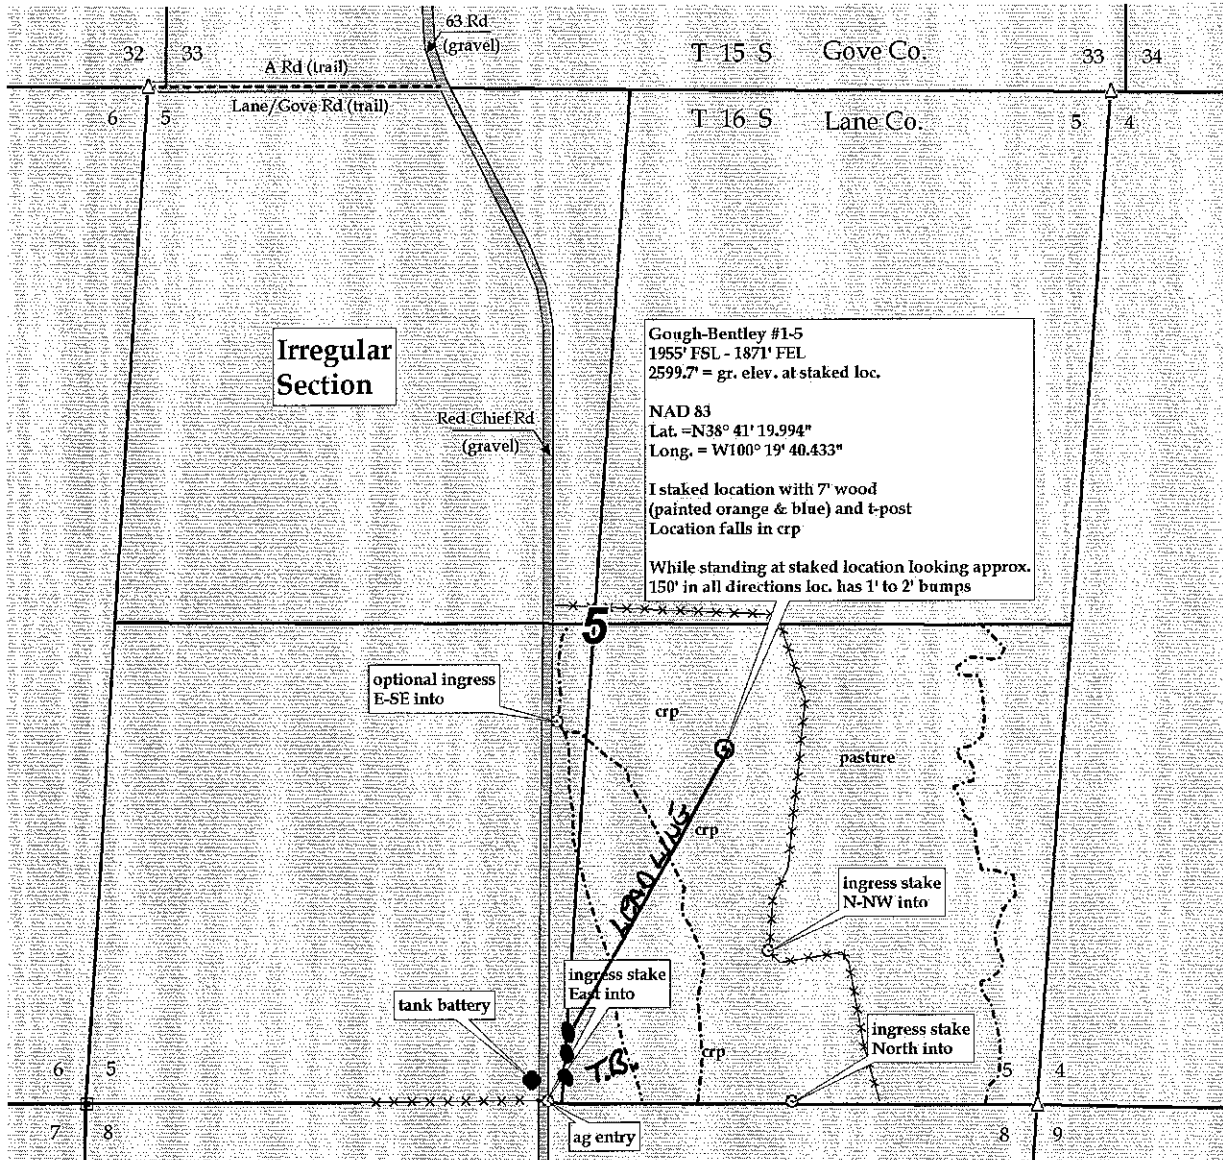 63 Rd
(gravel)
T 15 S Gove Co.
32 33
33 34
A Rd (trail)
Lane/Gove Rd (trail)
6 5
T 16 S Lane Co.
5 4
Irregular
Section
Red Chief Rd
(gravel)
Gough-Bentley #1-5
1955' FSL - 1871' FEL
2599.7' = gr. elev. at staked loc.
NAD 83
Lat. =N38° 41' 19.994"
Long. = W100° 19' 40.433"
I staked location with 7' wood
(painted orange & blue) and t-post
Location falls in crp
While standing at staked location looking approx.
150' in all directions loc. has 1' to 2' bumps
5
optional ingress
E-SE into
crp
pasture
LEAD LINE
crp
ingress stake
N-NW into
ingress stake
East into
tank battery
T.B.
crp
ingress stake
North into
6 5
5 4
7 8
ag entry
8 9